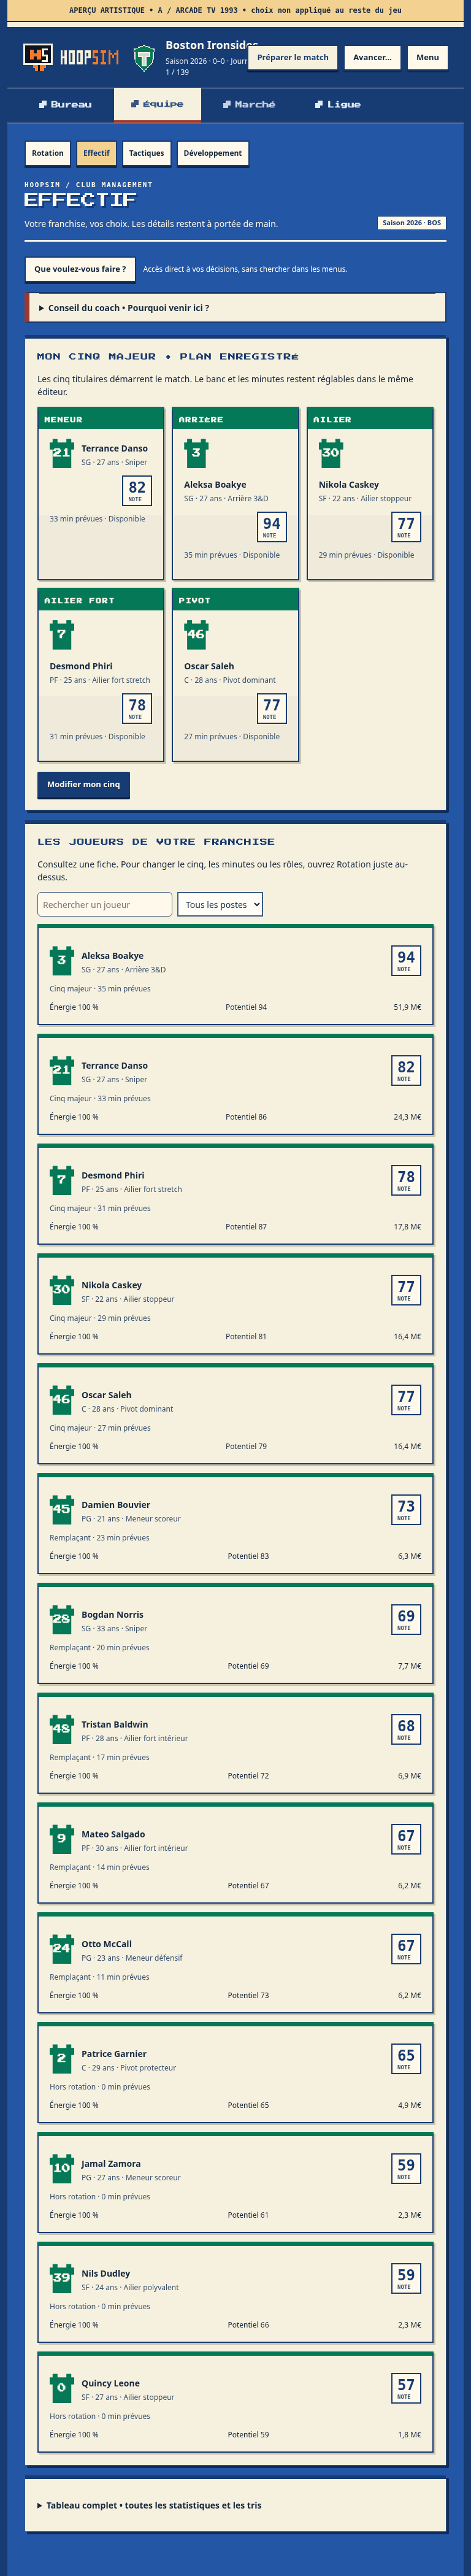 APERÇU ARTISTIQUE • A / ARCADE TV 1993 • choix non appliqué au reste du jeu
HS HOOPSIM
Boston Ironsides
Saison 2026 · 0–0 · Journ
1 / 139
Préparer le match
Avancer...
Menu
Bureau
Équipe
Marché
Ligue
Rotation
Effectif
Tactiques
Développement
HOOPSIM / CLUB MANAGEMENT
EFFECTIF
Votre franchise, vos choix. Les détails restent à portée de main.
Saison 2026 · BOS
Que voulez-vous faire ?
Accès direct à vos décisions, sans chercher dans les menus.
▶ Conseil du coach • Pourquoi venir ici ?
MON CINQ MAJEUR • PLAN ENREGISTRÉ
Les cinq titulaires démarrent le match. Le banc et les minutes restent réglables dans le même
éditeur.
MENEUR
21
Terrance Danso
SG · 27 ans · Sniper
82
NOTE
33 min prévues · Disponible
ARRIÈRE
3
Aleksa Boakye
SG · 27 ans · Arrière 3&D
94
NOTE
35 min prévues · Disponible
AILIER
30
Nikola Caskey
SF · 22 ans · Ailier stoppeur
77
NOTE
29 min prévues · Disponible
AILIER FORT
7
Desmond Phiri
PF · 25 ans · Ailier fort stretch
78
NOTE
31 min prévues · Disponible
PIVOT
46
Oscar Saleh
C · 28 ans · Pivot dominant
77
NOTE
27 min prévues · Disponible
Modifier mon cinq
LES JOUEURS DE VOTRE FRANCHISE
Consultez une fiche. Pour changer le cinq, les minutes ou les rôles, ouvrez Rotation juste au-
dessus.
Rechercher un joueur
Tous les postes
3
Aleksa Boakye
SG · 27 ans · Arrière 3&D
94
NOTE
Cinq majeur · 35 min prévues
Énergie 100 % Potentiel 94 51,9 M€
21
Terrance Danso
SG · 27 ans · Sniper
82
NOTE
Cinq majeur · 33 min prévues
Énergie 100 % Potentiel 86 24,3 M€
7
Desmond Phiri
PF · 25 ans · Ailier fort stretch
78
NOTE
Cinq majeur · 31 min prévues
Énergie 100 % Potentiel 87 17,8 M€
30
Nikola Caskey
SF · 22 ans · Ailier stoppeur
77
NOTE
Cinq majeur · 29 min prévues
Énergie 100 % Potentiel 81 16,4 M€
46
Oscar Saleh
C · 28 ans · Pivot dominant
77
NOTE
Cinq majeur · 27 min prévues
Énergie 100 % Potentiel 79 16,4 M€
45
Damien Bouvier
PG · 21 ans · Meneur scoreur
73
NOTE
Remplaçant · 23 min prévues
Énergie 100 % Potentiel 83 6,3 M€
28
Bogdan Norris
SG · 33 ans · Sniper
69
NOTE
Remplaçant · 20 min prévues
Énergie 100 % Potentiel 69 7,7 M€
48
Tristan Baldwin
PF · 28 ans · Ailier fort intérieur
68
NOTE
Remplaçant · 17 min prévues
Énergie 100 % Potentiel 72 6,9 M€
9
Mateo Salgado
PF · 30 ans · Ailier fort intérieur
67
NOTE
Remplaçant · 14 min prévues
Énergie 100 % Potentiel 67 6,2 M€
24
Otto McCall
PG · 23 ans · Meneur défensif
67
NOTE
Remplaçant · 11 min prévues
Énergie 100 % Potentiel 73 6,2 M€
2
Patrice Garnier
C · 29 ans · Pivot protecteur
65
NOTE
Hors rotation · 0 min prévues
Énergie 100 % Potentiel 65 4,9 M€
10
Jamal Zamora
PG · 27 ans · Meneur scoreur
59
NOTE
Hors rotation · 0 min prévues
Énergie 100 % Potentiel 61 2,3 M€
39
Nils Dudley
SF · 24 ans · Ailier polyvalent
59
NOTE
Hors rotation · 0 min prévues
Énergie 100 % Potentiel 66 2,3 M€
0
Quincy Leone
SF · 27 ans · Ailier stoppeur
57
NOTE
Hors rotation · 0 min prévues
Énergie 100 % Potentiel 59 1,8 M€
▶ Tableau complet • toutes les statistiques et les tris